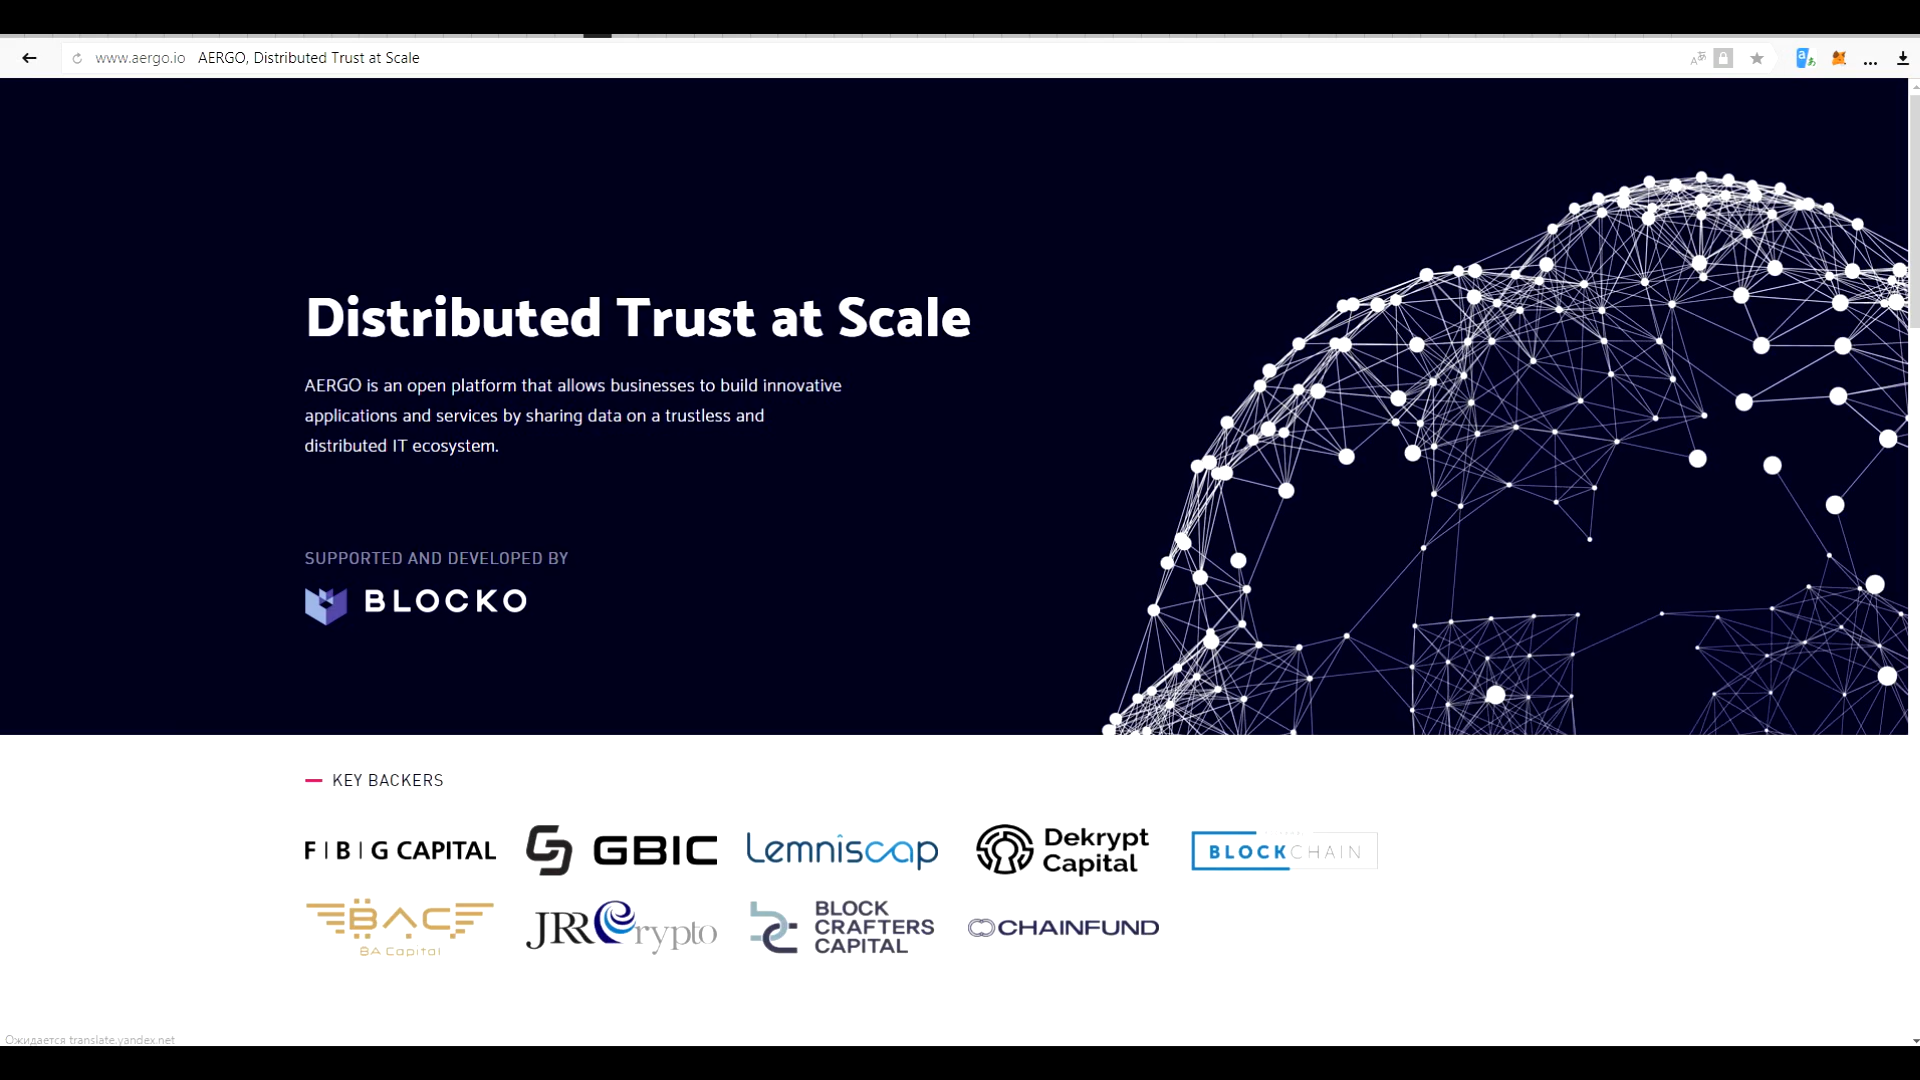 www.aergo.io AERGO, Distributed Trust at Scale
Distributed Trust at Scale
AERGO is an open platform that allows businesses to build innovative
applications and services by sharing data on a trustless and
distributed IT ecosystem.
SUPPORTED AND DEVELOPED BY
BLOCKO
KEY BACKERS
F|B|G CAPITAL
GBIC
Lemniscap
Dekrypt
Capital
BLOCKCHAIN
BAC
BA Capital
JRR Crypto
BLOCK
CRAFTERS
CAPITAL
CHAINFUND
Ожидается translate.yandex.net